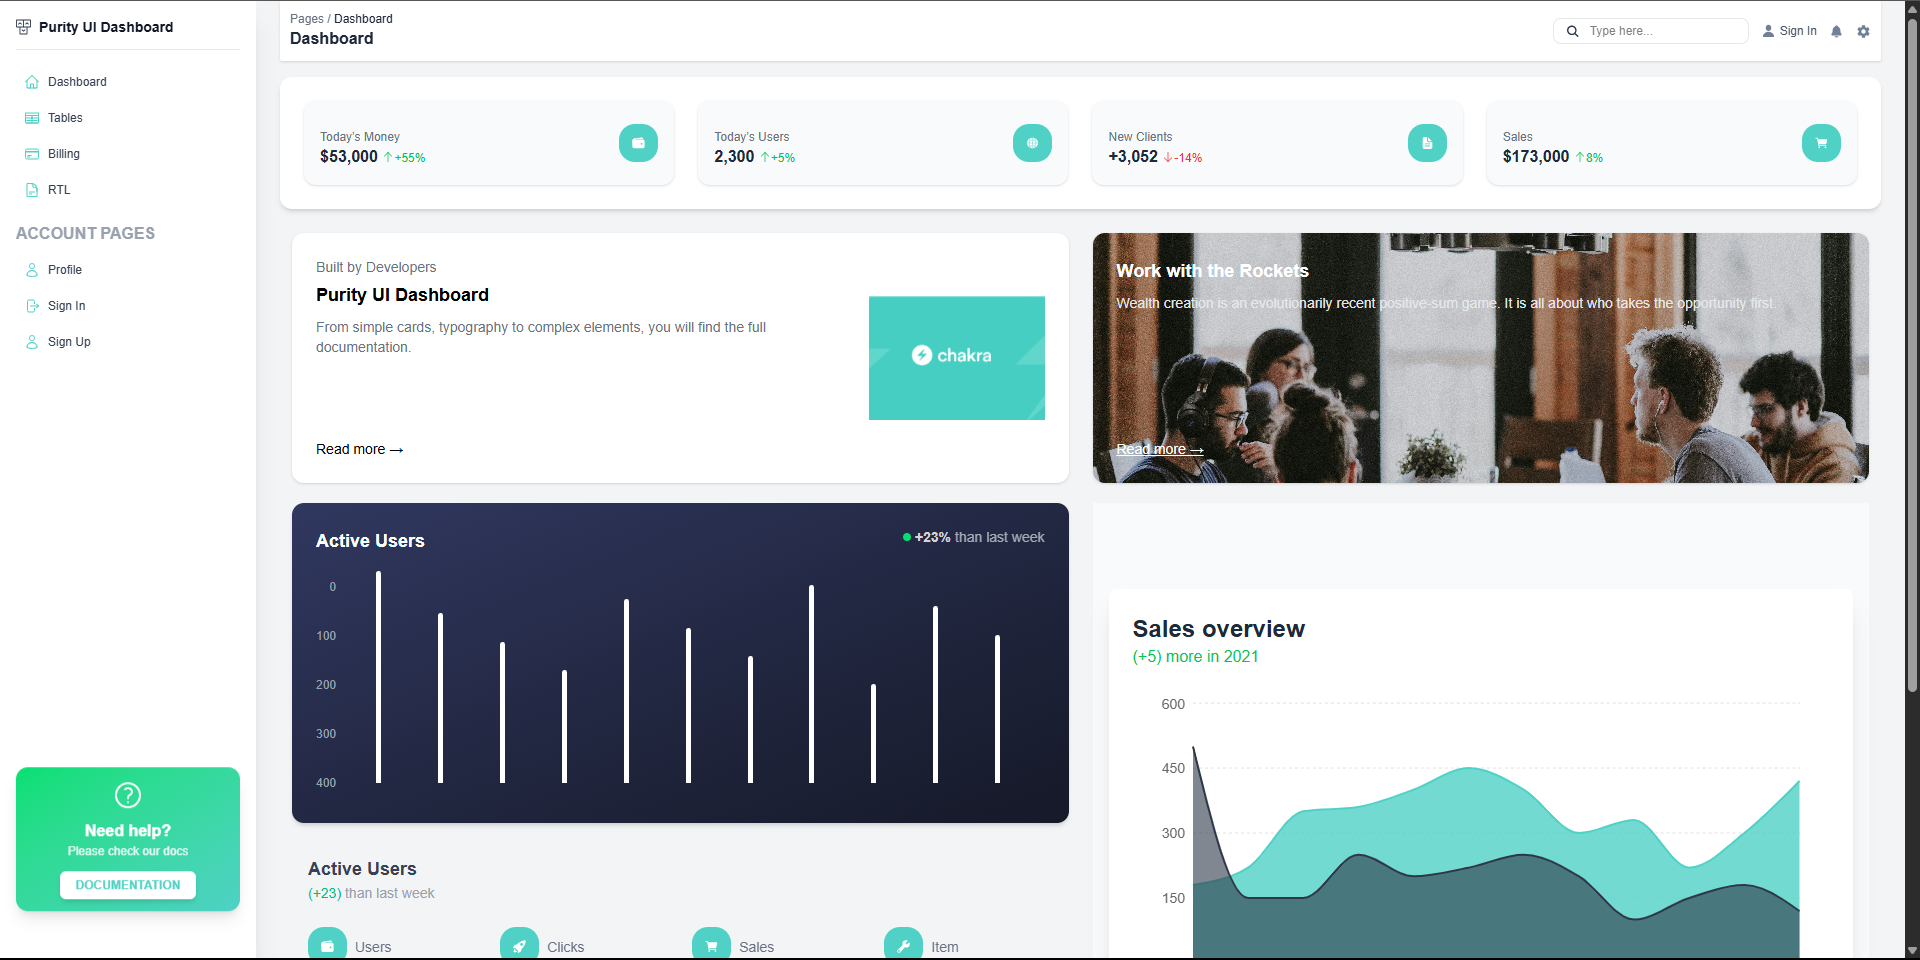 Purity UI Dashboard
Dashboard
Tables
Billing
RTL
ACCOUNT PAGES
Profile
Sign In
Sign Up
Need help?
Please check our docs
DOCUMENTATION
Pages / Dashboard
Dashboard
Type here...
Sign In
Today's Money
$53,000 ↑+55%
Today's Users
2,300 ↑+5%
New Clients
+3,052 ↓-14%
Sales
$173,000 ↑8%
Built by Developers
Purity UI Dashboard
From simple cards, typography to complex elements, you will find the full
documentation.
Read more →
chakra
Work with the Rockets
Wealth creation is an evolutionarily recent positive-sum game. It is all about who takes the opportunity first.
Read more →
Active Users
+23% than last week
0
100
200
300
400
Active Users
(+23) than last week
Users
Clicks
Sales
Item
Sales overview
(+5) more in 2021
600
450
300
150